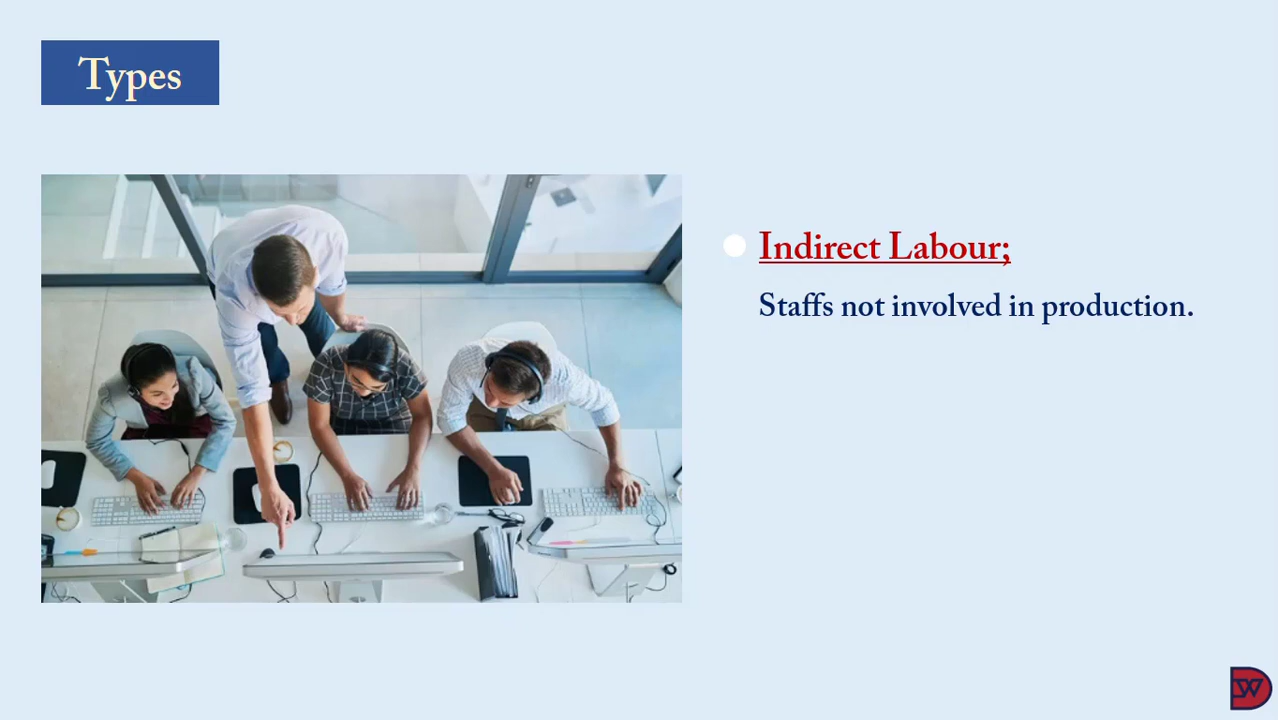 Types
Indirect Labour;
Staffs not involved in production.